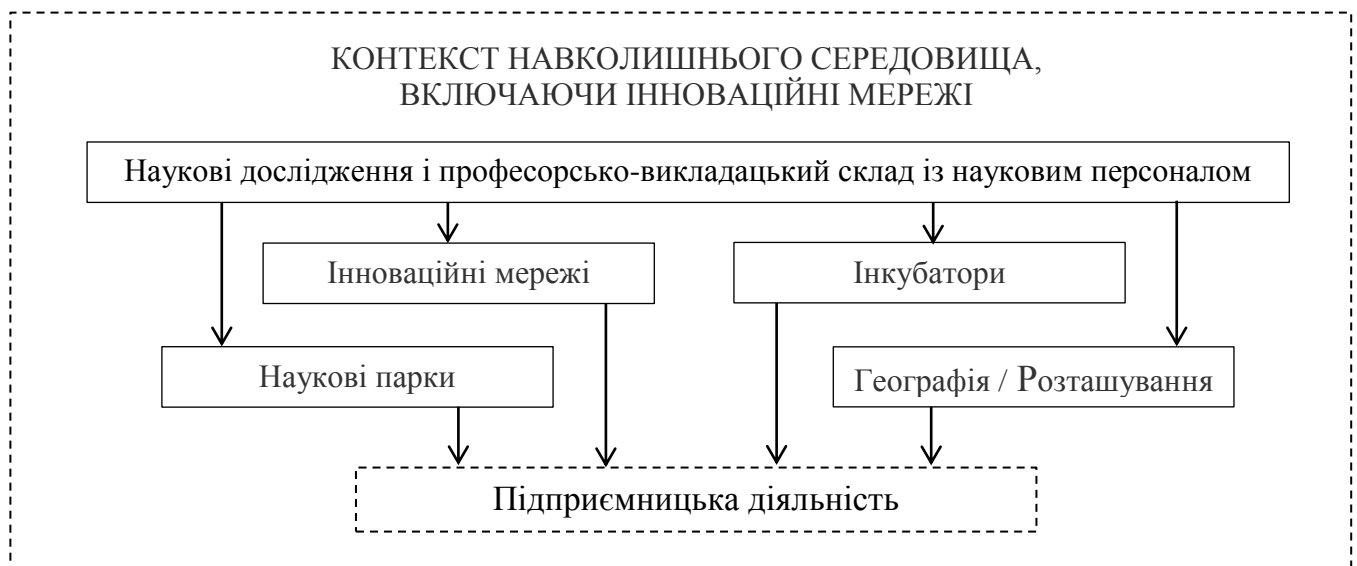 КОНТЕКСТ НАВКОЛИШНЬОГО СЕРЕДОВИЩА,
ВКЛЮЧАЮЧИ ІННОВАЦІЙНІ МЕРЕЖІ
Наукові дослідження і професорсько-викладацький склад із науковим персоналом
Інноваційні мережі
Інкубатори
Наукові парки
Географія / Розташування
Підприємницька діяльність